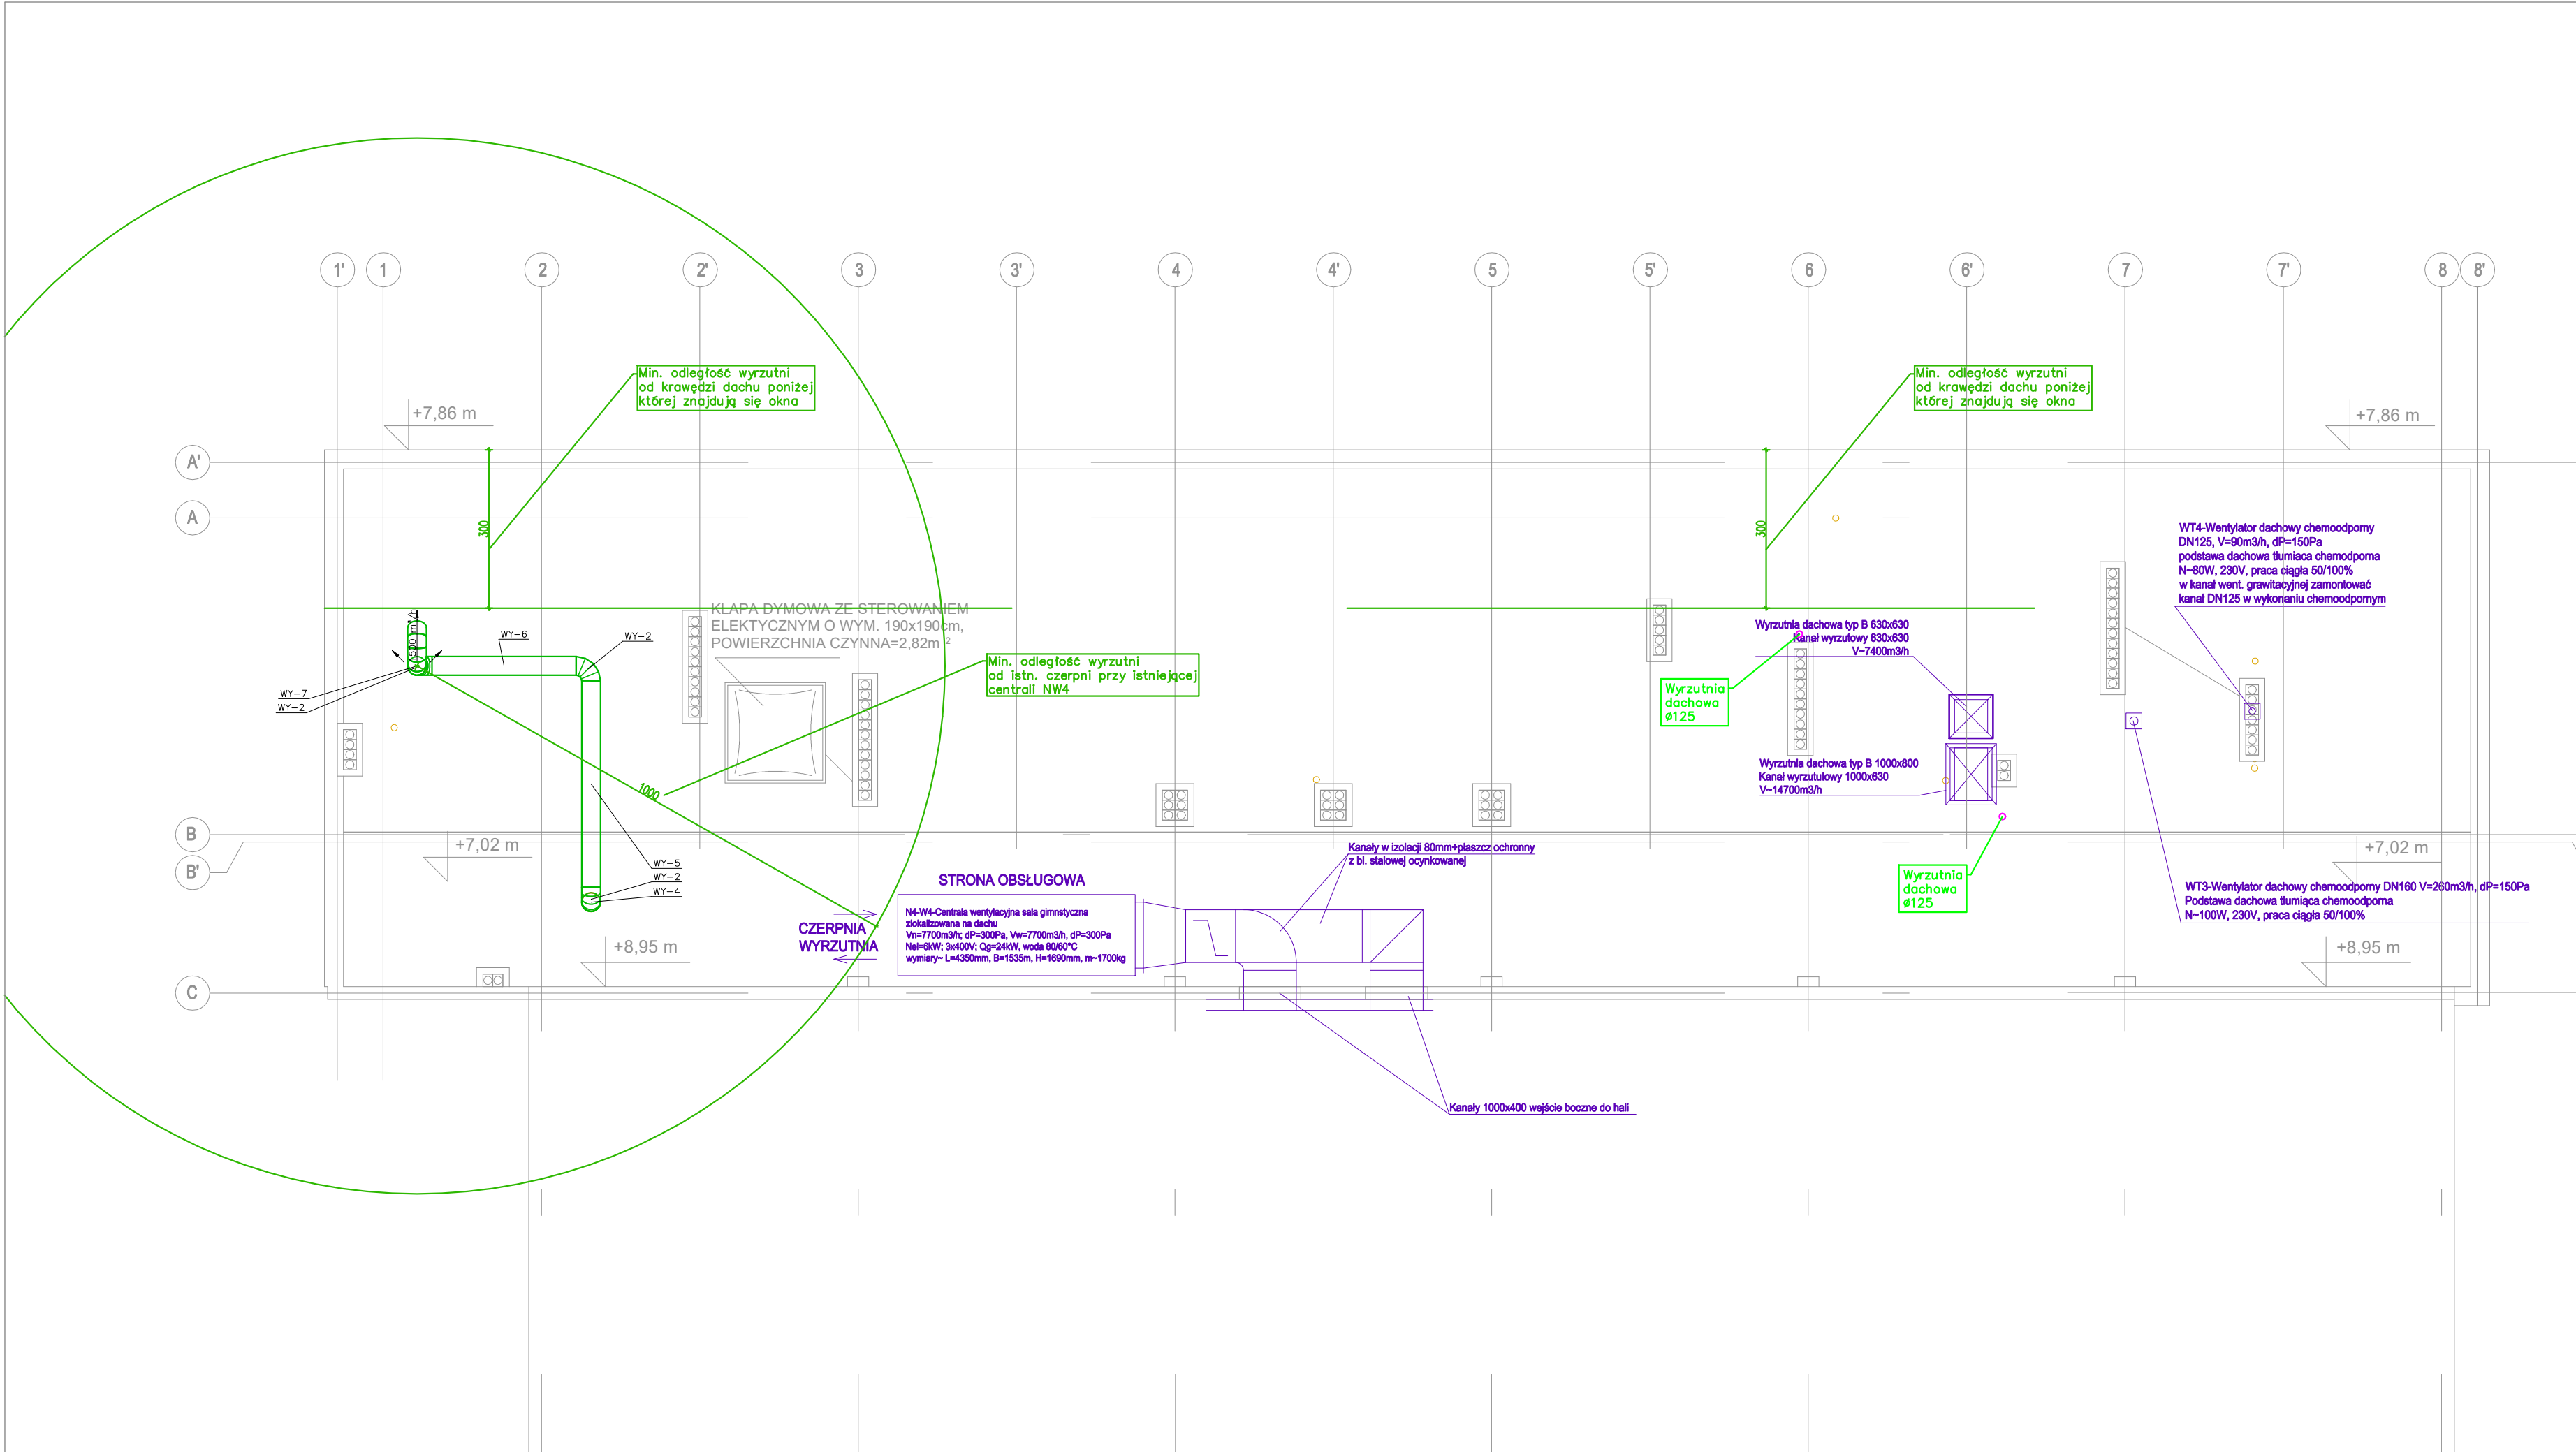 1'
1
2
2'
3
3'
4
4'
5
5'
6
6'
7
7'
8
8'
Min. odległość wyrzutni
od krawędzi dachu poniżej
której znajdują się okna
Min. odległość wyrzutni
od krawędzi dachu poniżej
której znajdują się okna
+7,86 m
+7,86 m
A'
A
300
300
WT4-Wentylator dachowy chemoodporny
DN125, V=90m3/h, dP=150Pa
podstawa dachowa tłumiaca chemodporna
N~80W, 230V, praca ciągła 50/100%
w kanał went. grawitacyjnej zamontować
kanał DN125 w wykonaniu chemoodpornym
KLAPA DYMOWA ZE STEROWANIEM
ELEKTYCZNYM O WYM. 190x190cm,
POWIERZCHNIA CZYNNA=2,82m 2
WY-6
WY-2
Wyrzutnia dachowa typ B 630x630
Kanał wyrzutowy 630x630
V~7400m3/h
Min. odległość wyrzutni
od istn. czerpni przy istniejącej
centrali NW4
WY-7
WY-2
Wyrzutnia
dachowa
ø125
1000
Wyrzutnia dachowa typ B 1000x800
Kanał wyrzututowy 1000x630
V~14700m3/h
B
B'
+7,02 m
+7,02 m
Kanały w izolacji 80mm+płaszcz ochronny
z bl. stalowej ocynkowanej
WY-5
WY-2
WY-4
STRONA OBSŁUGOWA
Wyrzutnia
dachowa
ø125
WT3-Wentylator dachowy chemoodporny DN160 V=260m3/h, dP=150Pa
Podstawa dachowa tłumiąca chemoodporna
N~100W, 230V, praca ciągła 50/100%
CZERPNIA
WYRZUTNIA
N4-W4-Centrala wentylacyjna sala gimnstyczna
zlokalizowana na dachu
Vn=7700m3/h; dP=300Pa, Vw=7700m3/h, dP=300Pa
Nel=6kW; 3x400V; Qg=24kW, woda 80/60°C
wymiary~ L=4350mm, B=1535m, H=1690mm, m~1700kg
+8,95 m
+8,95 m
C
Kanały 1000x400 wejście boczne do hali